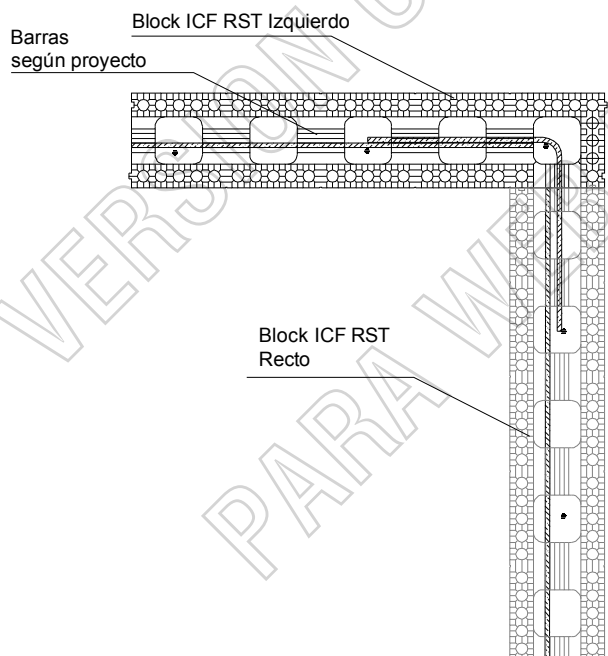 Block ICF RST Izquierdo
Barras
según proyecto
Block ICF RST
Recto
VERSION
PARA WEB